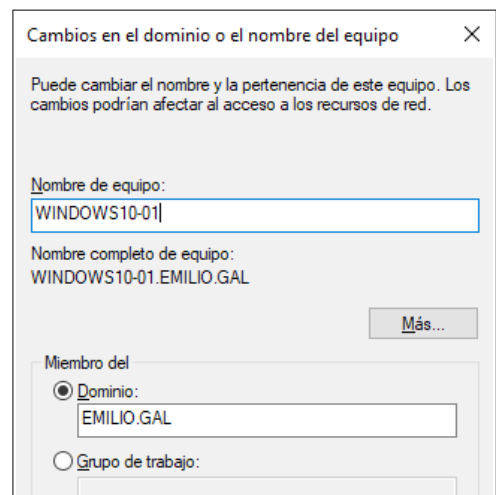 Cambios en el dominio o el nombre del equipo
Puede cambiar el nombre y la pertenencia de este equipo. Los
cambios podrían afectar al acceso a los recursos de red.
Nombre de equipo:
WINDOWS10-01
Nombre completo de equipo:
WINDOWS10-01.EMILIO.GAL
Más...
Miembro del
Dominio:
EMILIO.GAL
Grupo de trabajo: